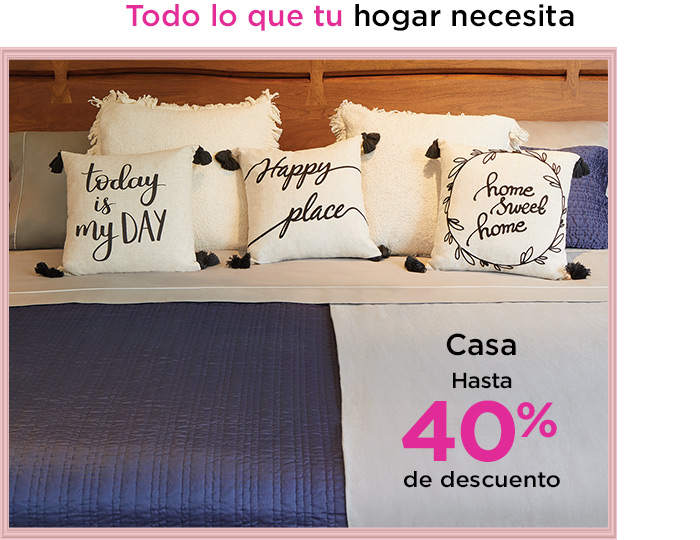 Todo lo que tu hogar necesita
today
is
my DAY
Happy
place
home
sweet
home
Casa
Hasta
40%
de descuento